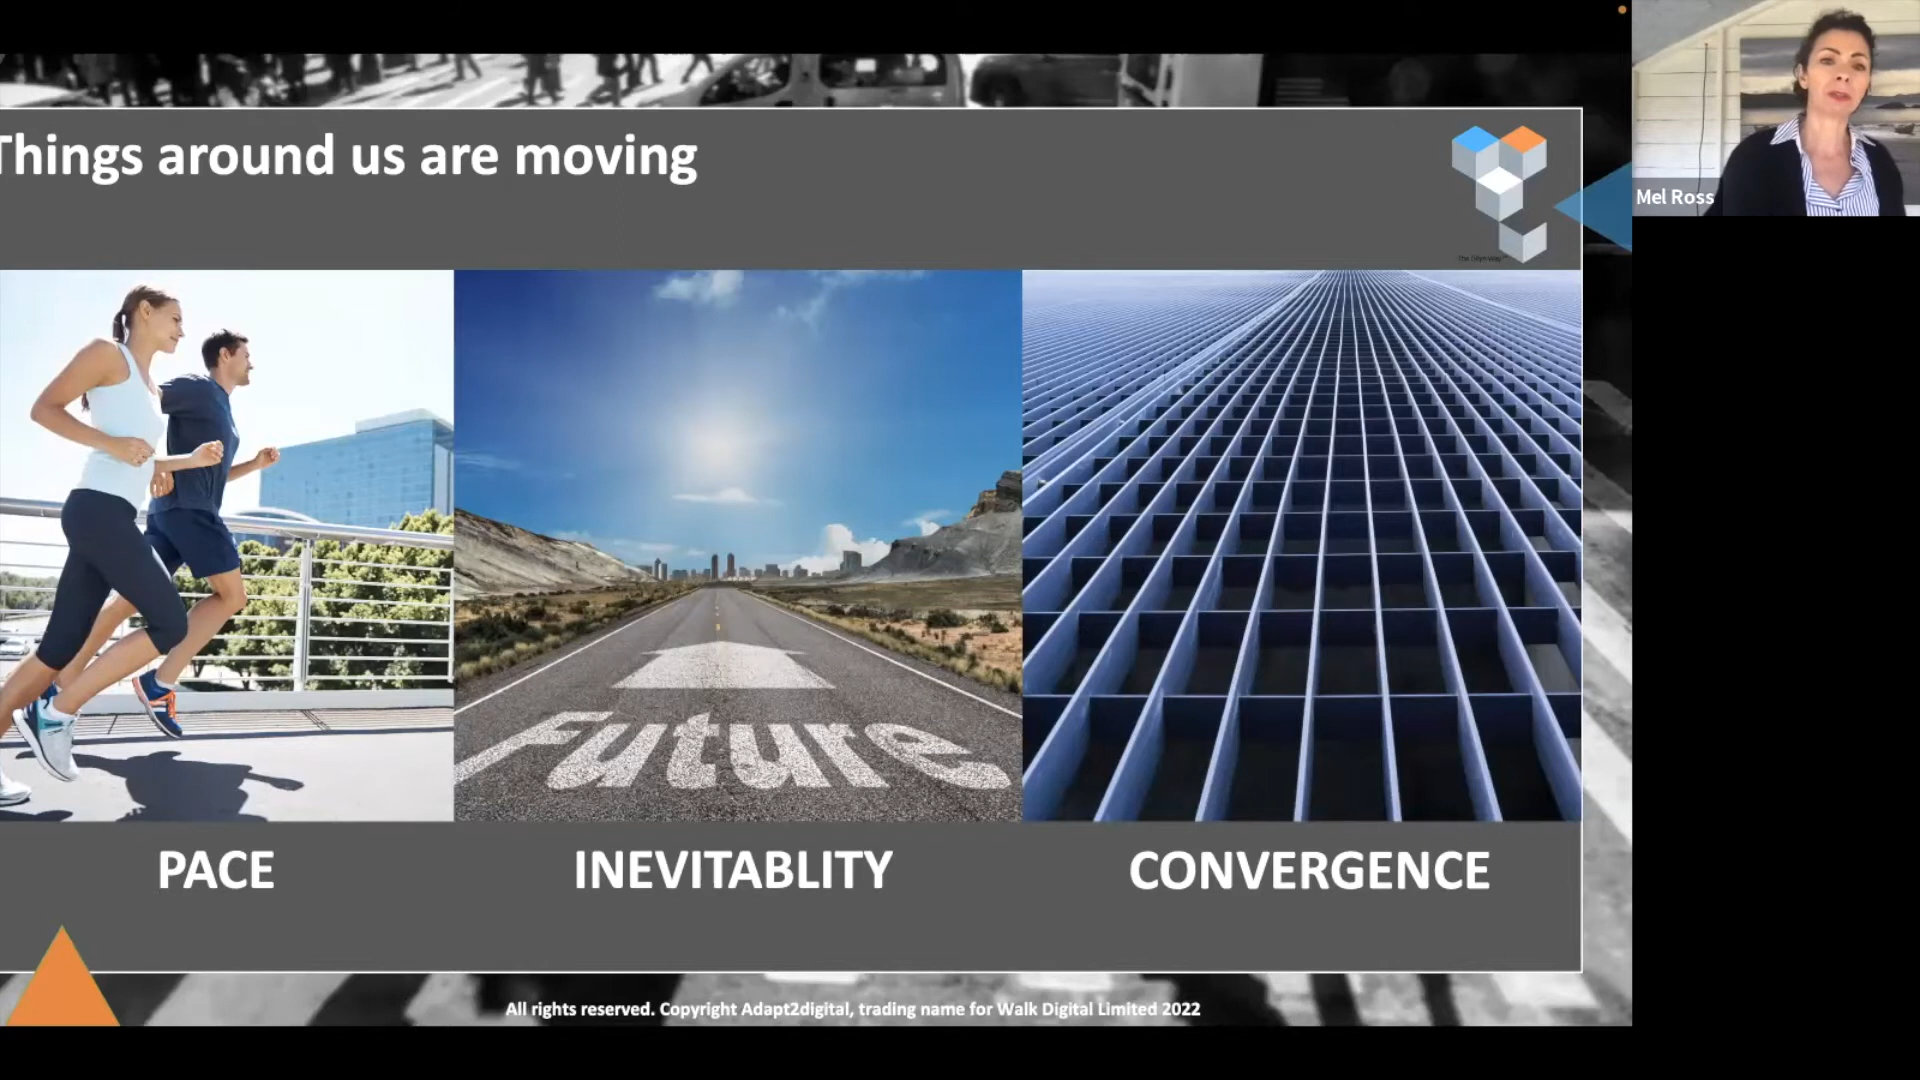 Things around us are moving
Mel Ross
Future
PACE
INEVITABLITY
CONVERGENCE
All rights reserved. Copyright Adapt2digital, trading name for Walk Digital Limited 2022